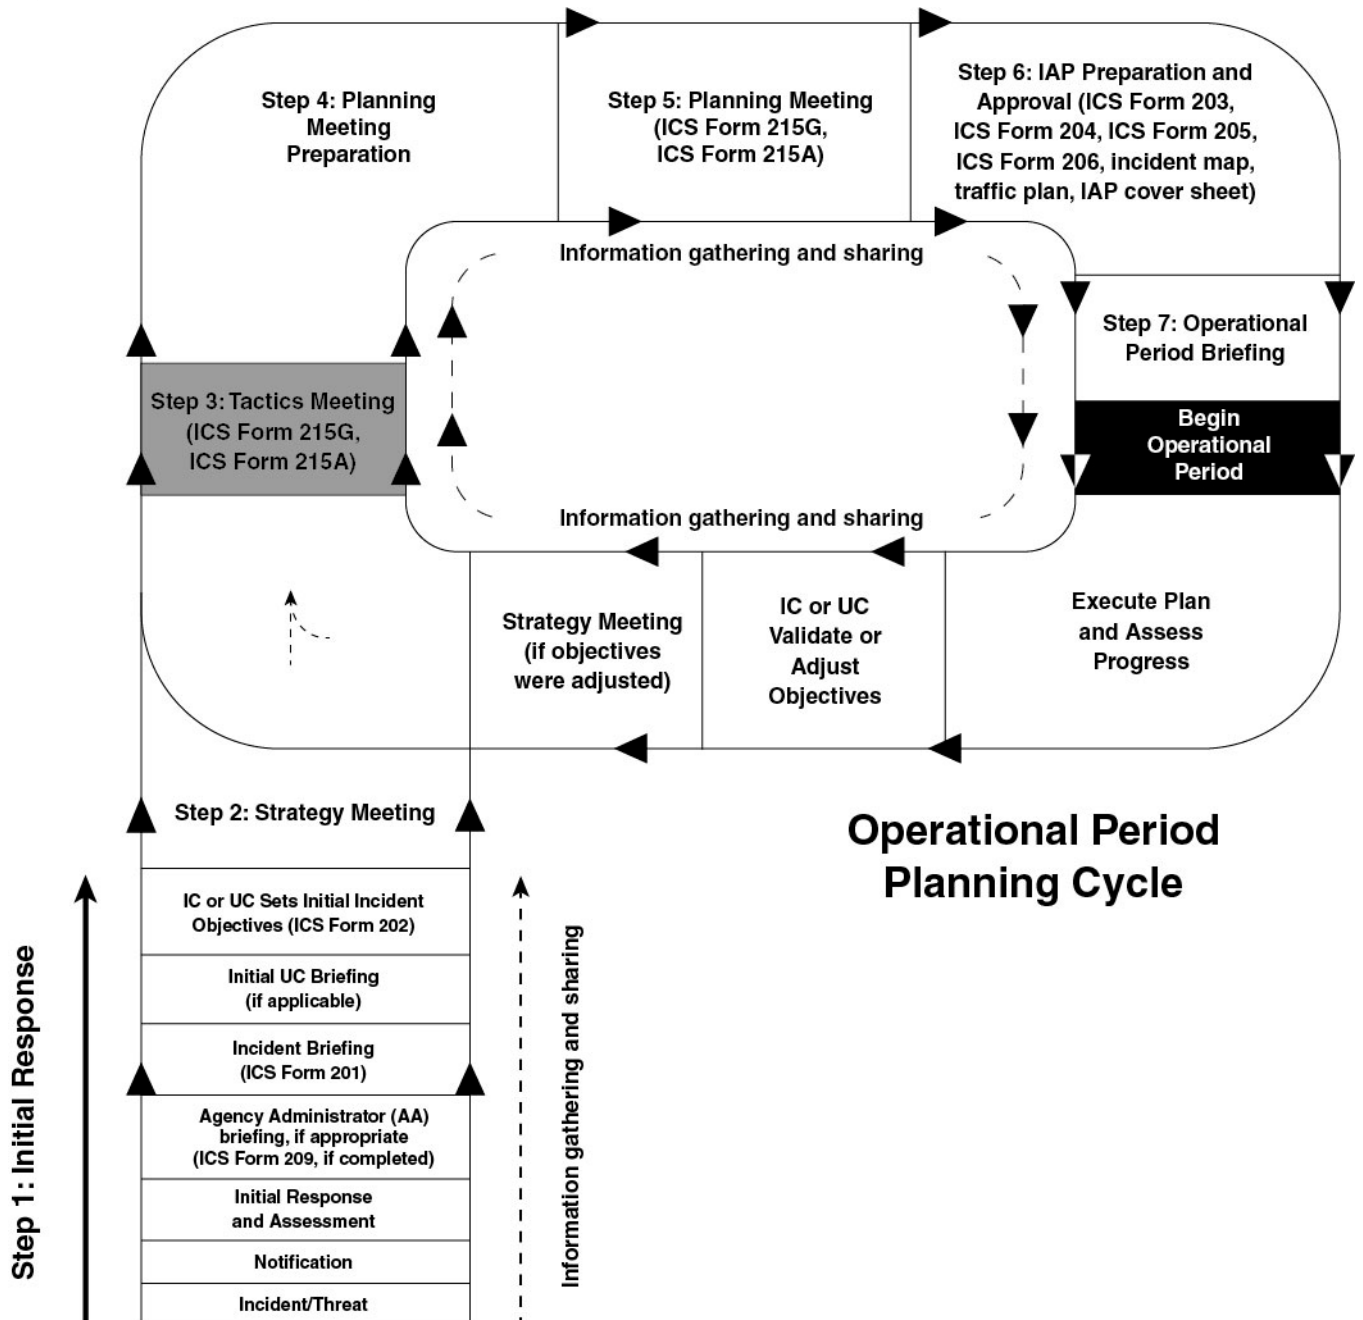 Step 4: Planning
Meeting
Preparation
Step 5: Planning Meeting
(ICS Form 215G,
ICS Form 215A)
Step 6: IAP Preparation and
Approval (ICS Form 203,
ICS Form 204, ICS Form 205,
ICS Form 206, incident map,
traffic plan, IAP cover sheet)
Information gathering and sharing
Step 7: Operational
Period Briefing
Step 3: Tactics Meeting
(ICS Form 215G,
ICS Form 215A)
Begin
Operational
Period
Information gathering and sharing
Strategy Meeting
(if objectives
were adjusted)
IC or UC
Validate or
Adjust
Objectives
Execute Plan
and Assess
Progress
Step 2: Strategy Meeting
Operational Period
Planning Cycle
IC or UC Sets Initial Incident
Objectives (ICS Form 202)
Initial UC Briefing
(if applicable)
Incident Briefing
(ICS Form 201)
Agency Administrator (AA)
briefing, if appropriate
(ICS Form 209, if completed)
Initial Response
and Assessment
Notification
Incident/Threat
Step 1: Initial Response
Information gathering and sharing